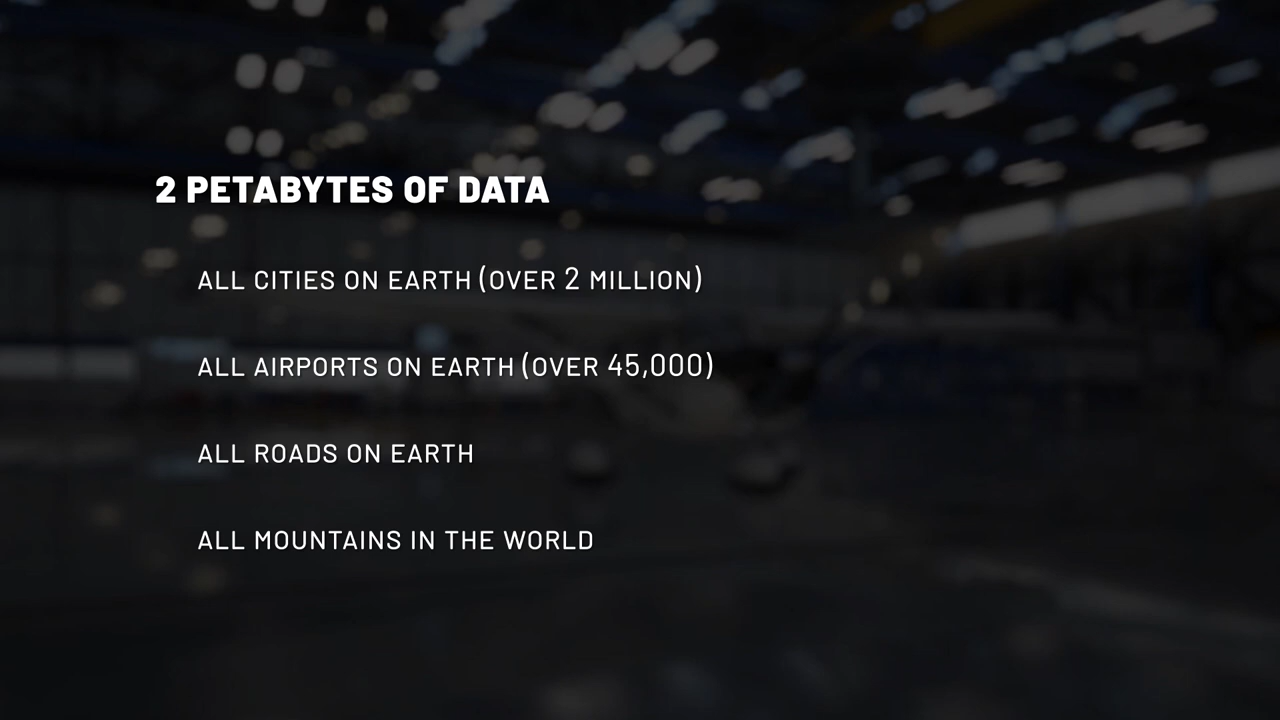 2 PETABYTES OF DATA
ALL CITIES ON EARTH (OVER 2 MILLION)
ALL AIRPORTS ON EARTH (OVER 45,000)
ALL ROADS ON EARTH
ALL MOUNTAINS IN THE WORLD